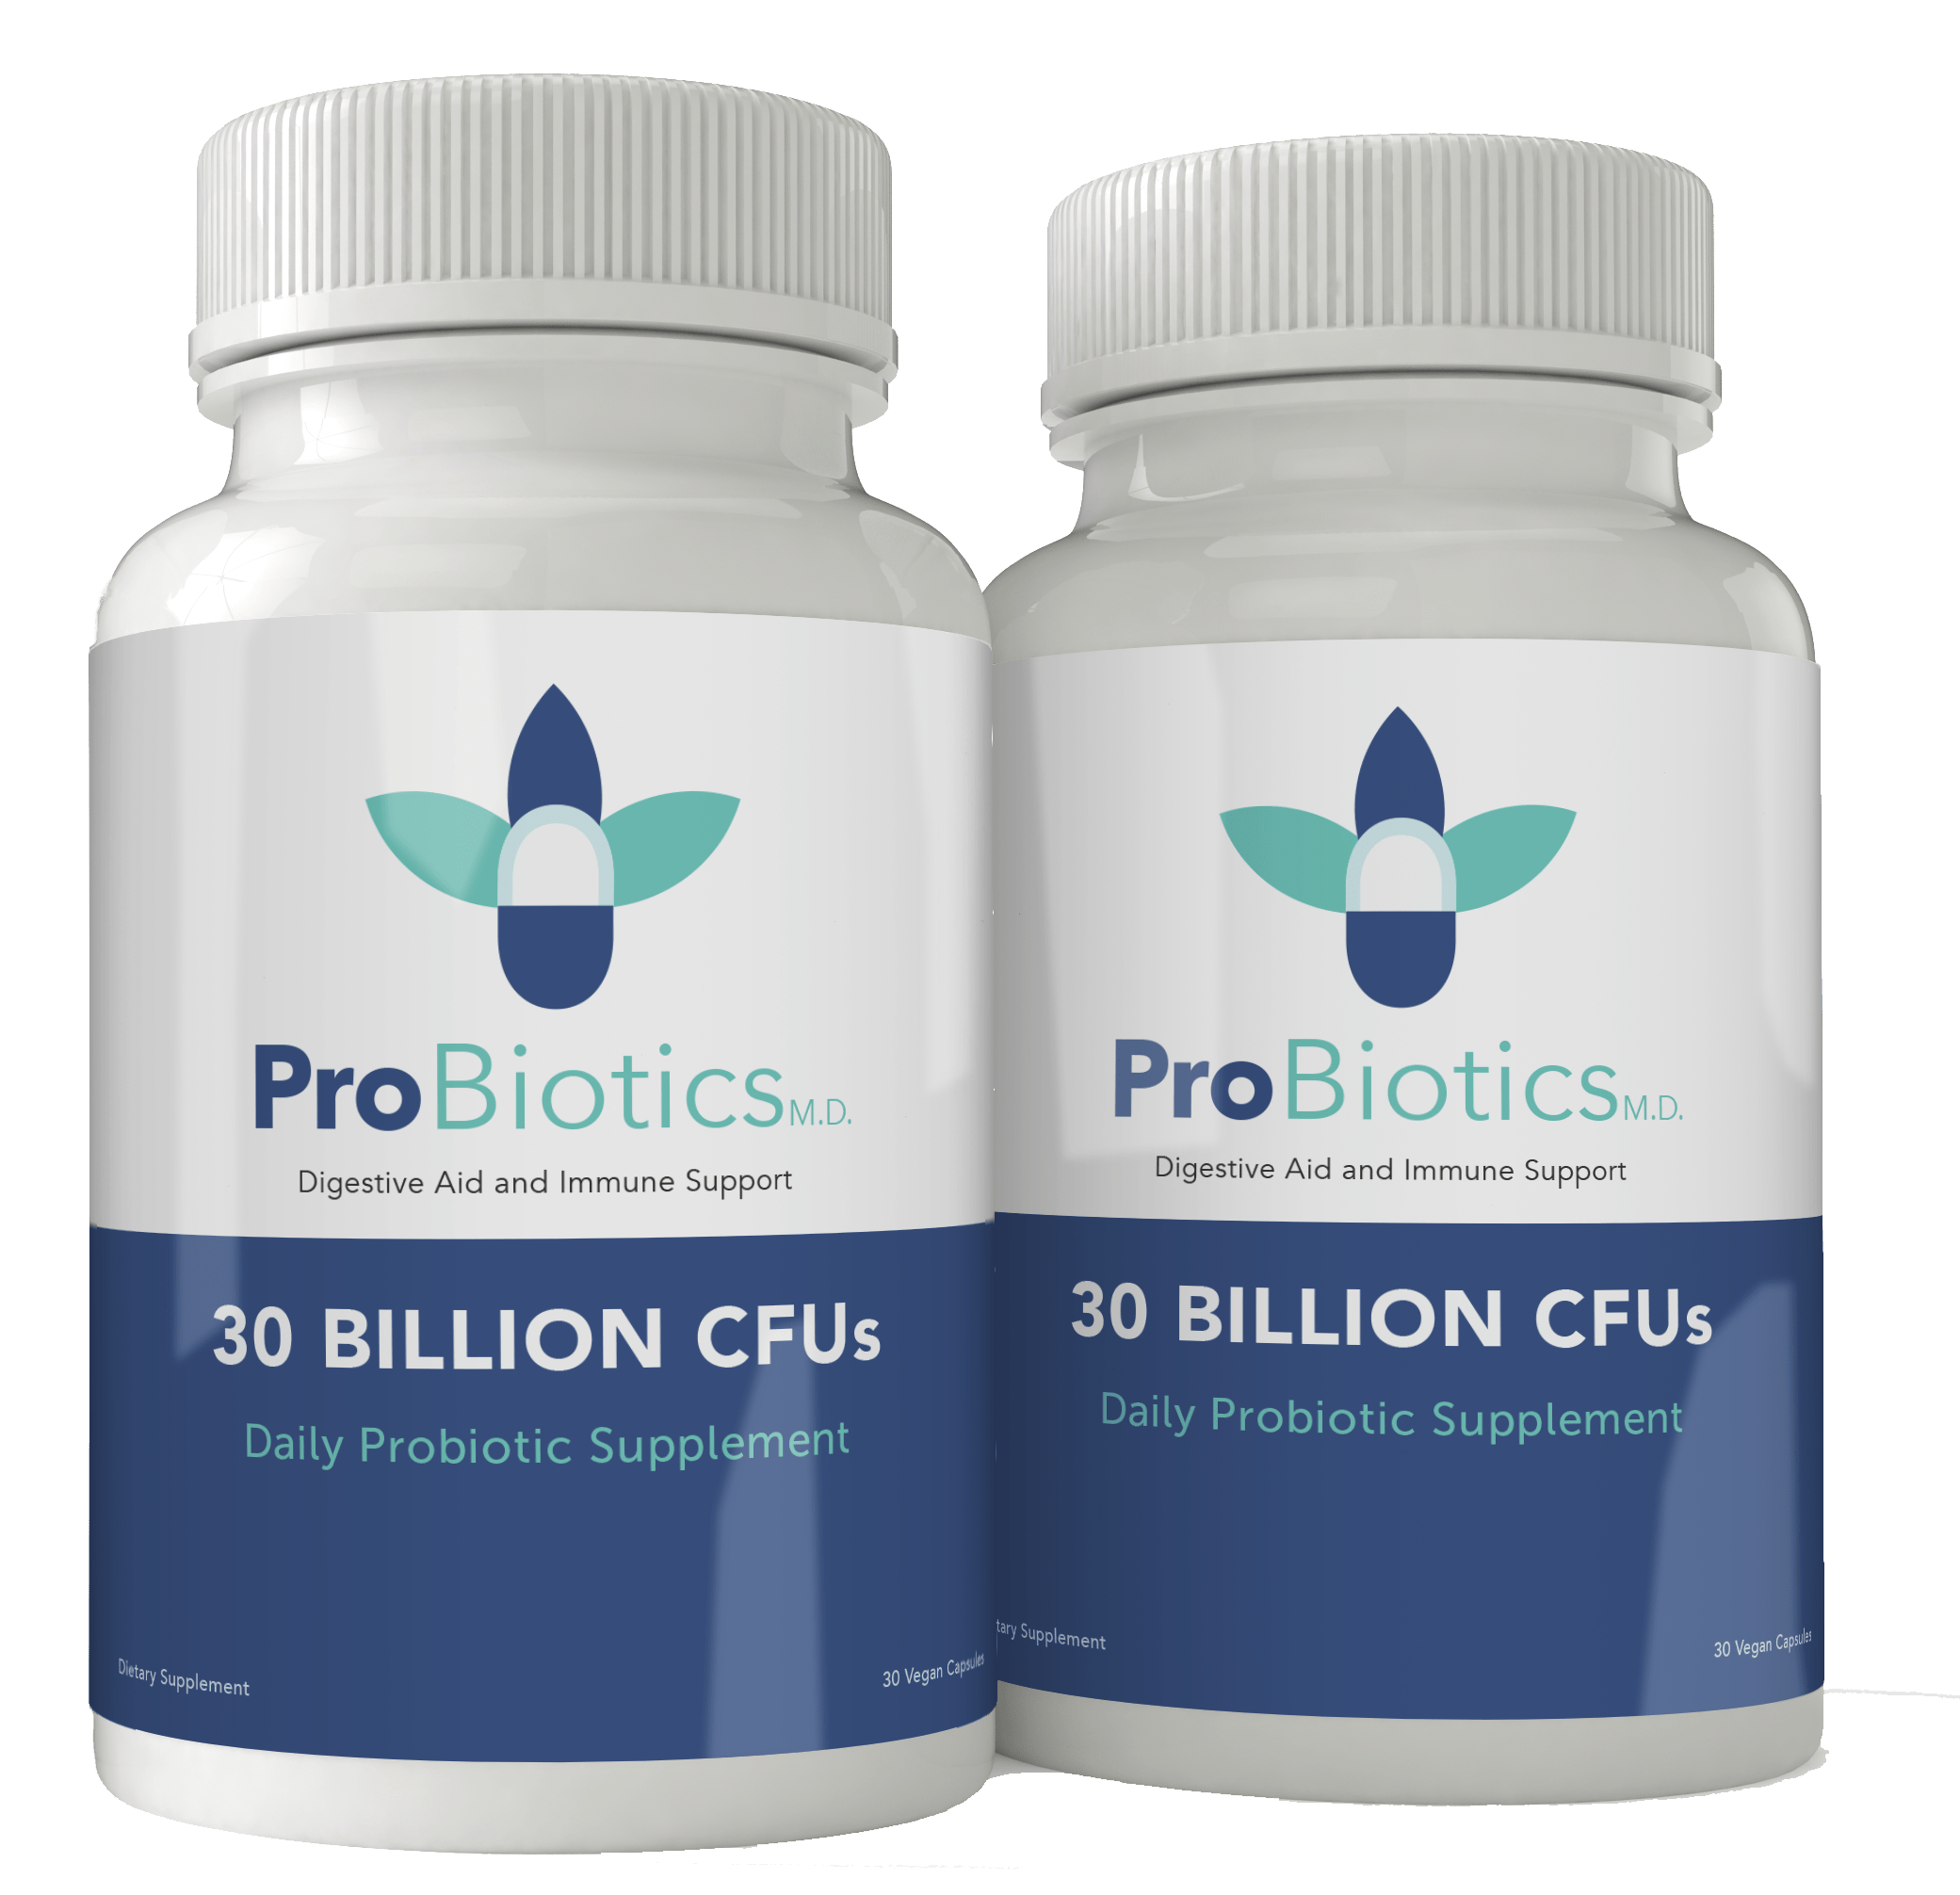 ProBiotics M.D.
Digestive Aid and Immune Support
30 BILLION CFUs
Daily Probiotic Supplement
Dietary Supplement
30 Vegan Capsules
ProBiotics M.D.
Digestive Aid and Immune Support
30 BILLION CFUs
Daily Probiotic Supplement
tary Supplement
30 Vegan Capsules